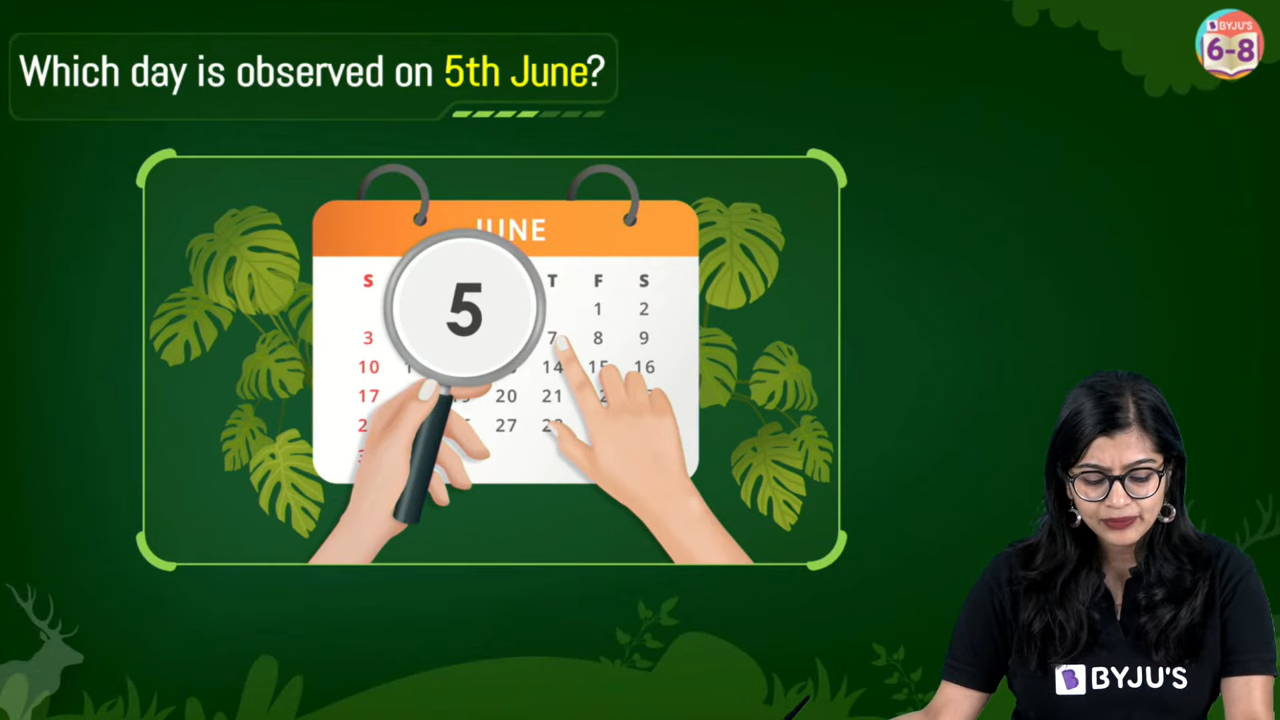 Which day is observed on 5th June?
BYJU'S
6-8
JUNE
5
S T F S
1 2
3 7 8 9
10 14 15 16
17 20 21
27
BYJU'S